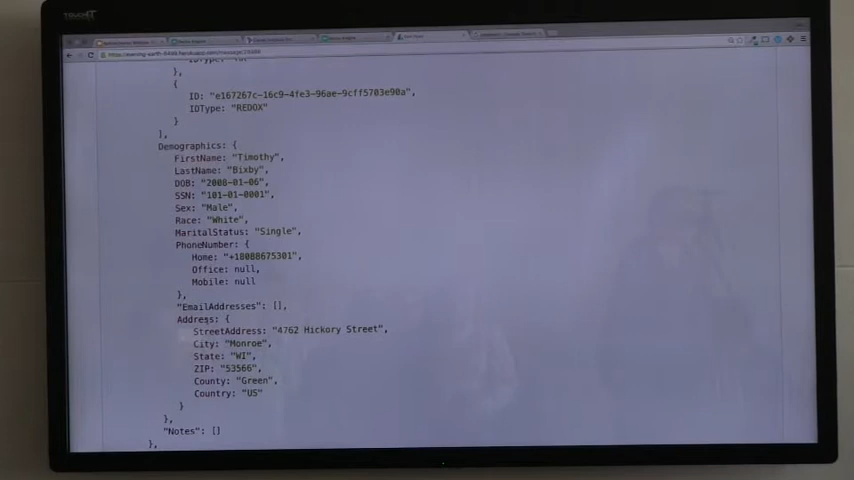 TOUCHIT
},
{
ID: "e167267c-16c9-4fe3-96ae-9cff5703e90a",
IDType: "REDOX"
}
],
Demographics: {
FirstName: "Timothy",
LastName: "Bixby",
DOB: "2008-01-06",
SSN: "101-01-0001",
Sex: "Male",
Race: "White",
MaritalStatus: "Single",
PhoneNumber: {
Home: "+18088675301",
Office: null,
Mobile: null
},
"EmailAddresses": [],
Address: {
StreetAddress: "4762 Hickory Street",
City: "Monroe",
State: "WI",
ZIP: "53566",
County: "Green",
Country: "US"
}
},
"Notes": []
},